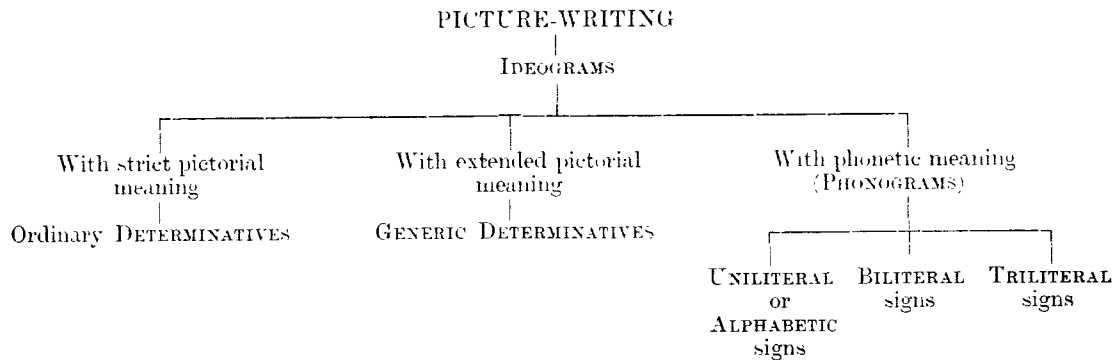 PICTURE-WRITING
IDEOGRAMS
With strict pictorial
meaning
Ordinary DETERMINATIVES
With extended pictorial
meaning
GENERIC DETERMINATIVES
With phonetic meaning
(PHONOGRAMS)
UNILITERAL
or
ALPHABETIC
signs
BILITERAL
signs
TRILITERAL
signs